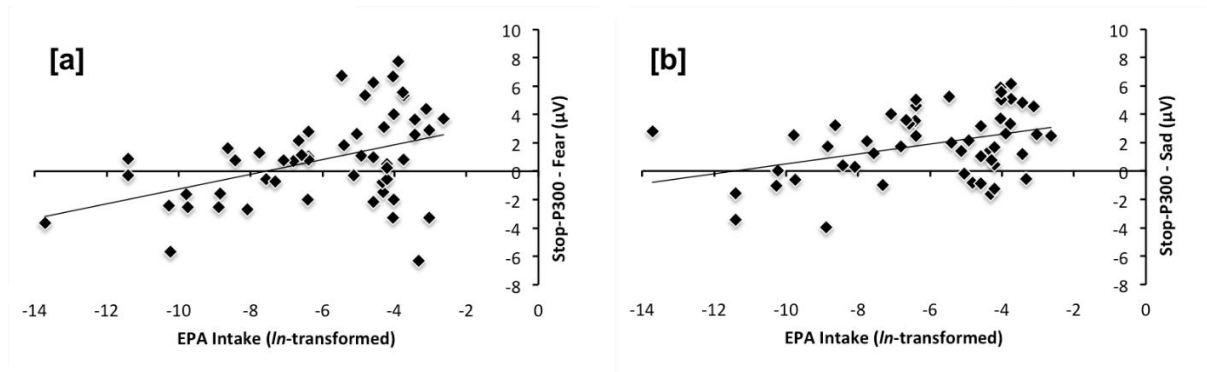 [a]
10
8
6
4
2
0
-2
-4
-6
-8
Stop-P300 - Fear (µV)
-14 -12 -10 -8 -6 -4 -2 0
EPA Intake (ln-transformed)
[b]
10
8
6
4
2
0
-2
-4
-6
-8
Stop-P300 - Sad (µV)
-14 -12 -10 -8 -6 -4 -2 0
EPA Intake (ln-transformed)